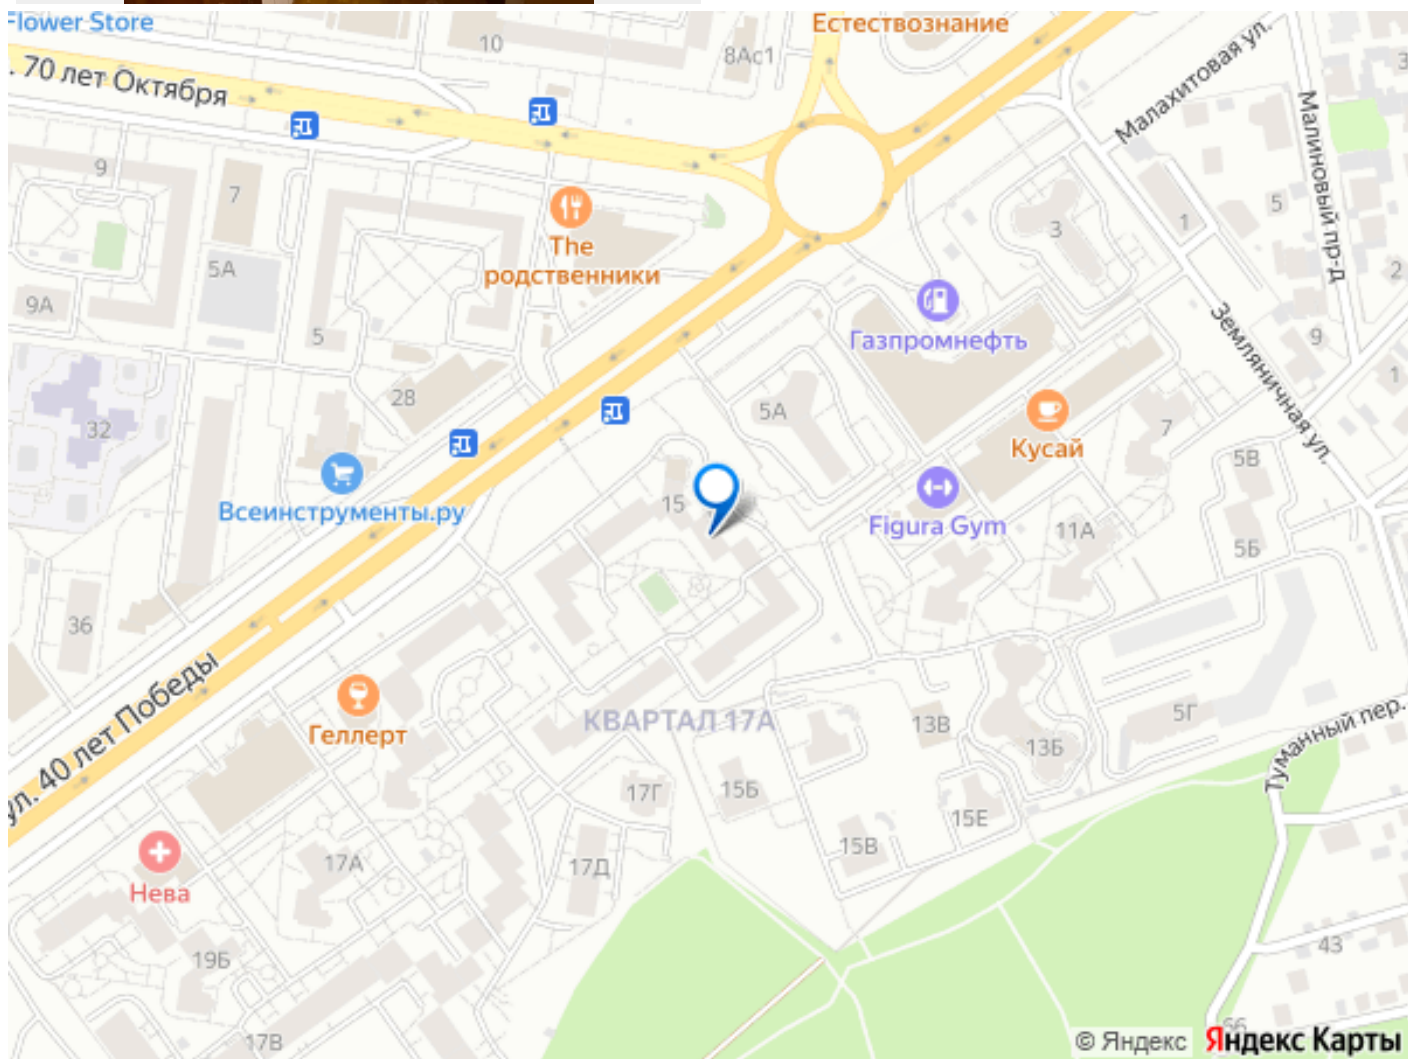 Flower Store
Естествознание
10
8Ас1
. 70 лет Октября
Малахитовая ул.
Малиновый пр-д
3
9
7
5
1
3
The
родственники
5А
2
9А
5
Газпромнефть
Земляничная ул.
9
1
28
5А
32
Кусай
7
5В
15
Всеинструменты.ру
Figura Gym
11А
5Б
36
ул. 40 лет Победы
Геллерт
КВАРТАЛ 17А
13В
13Б
5Г
Туманный пер.
17Г
15Б
15Е
15В
17А
17Д
Нева
19Б
43
17В
66
© Яндекс
Яндекс Карты